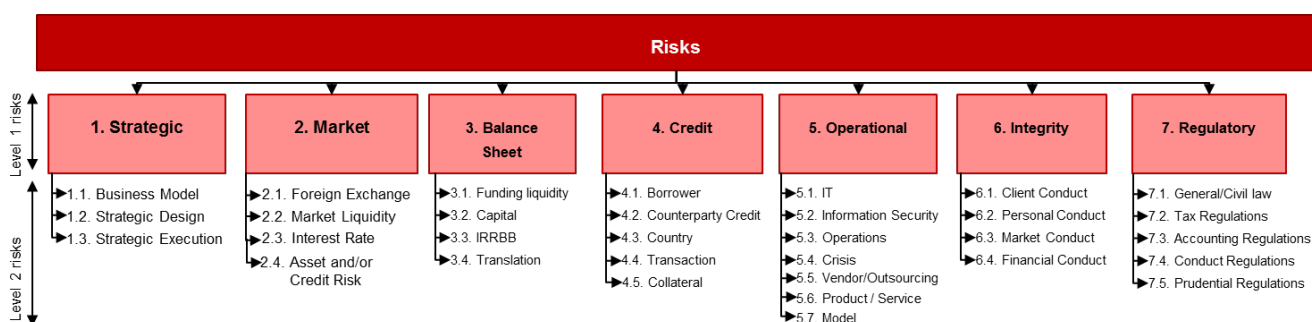 Risks
Level 1 risks
1. Strategic
2. Market
3. Balance
Sheet
4. Credit
5. Operational
6. Integrity
7. Regulatory
Level 2 risks
1.1. Business Model
1.2. Strategic Design
1.3. Strategic Execution
2.1. Foreign Exchange
2.2. Market Liquidity
2.3. Interest Rate
2.4. Asset and/or
Credit Risk
3.1. Funding liquidity
3.2. Capital
3.3. IRRBB
3.4. Translation
4.1. Borrower
4.2. Counterparty Credit
4.3. Country
4.4. Transaction
4.5. Collateral
5.1. IT
5.2. Information Security
5.3. Operations
5.4. Crisis
5.5. Vendor/Outsourcing
5.6. Product / Service
5.7. Model
6.1. Client Conduct
6.2. Personal Conduct
6.3. Market Conduct
6.4. Financial Conduct
7.1. General/Civil law
7.2. Tax Regulations
7.3. Accounting Regulations
7.4. Conduct Regulations
7.5. Prudential Regulations